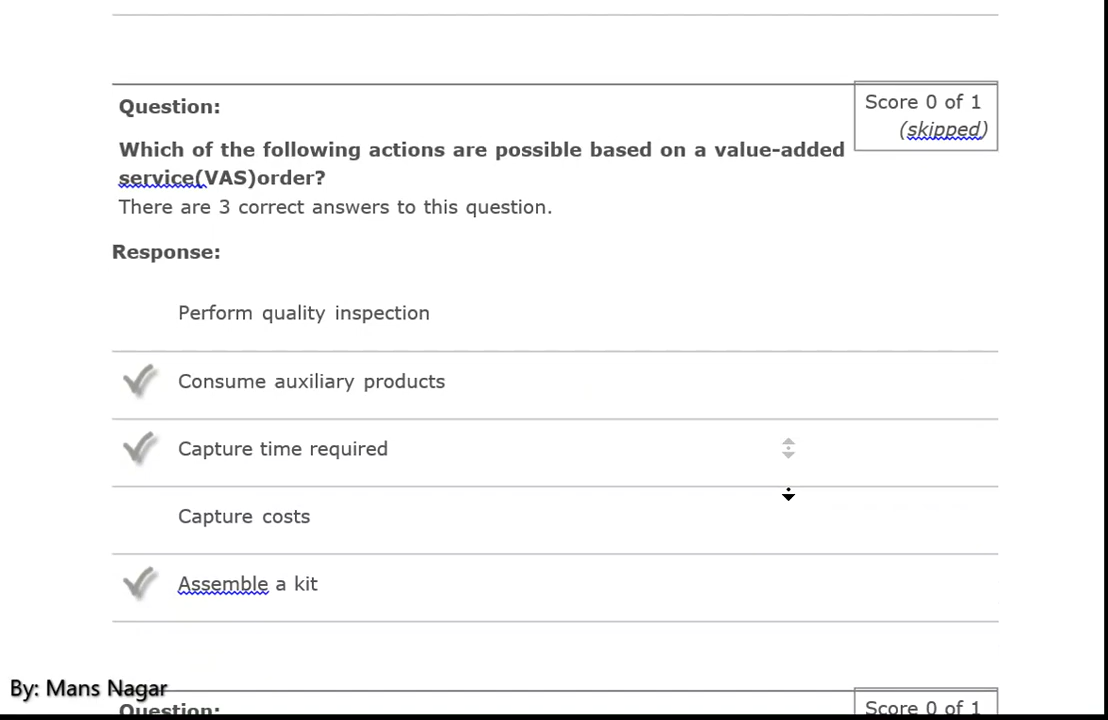 Question:
Score 0 of 1
(skipped)
Which of the following actions are possible based on a value-added
service(VAS)order?
There are 3 correct answers to this question.
Response:
Perform quality inspection
Consume auxiliary products
Capture time required
Capture costs
Assemble a kit
By: Mans Nagar
Question:
Score 0 of 1